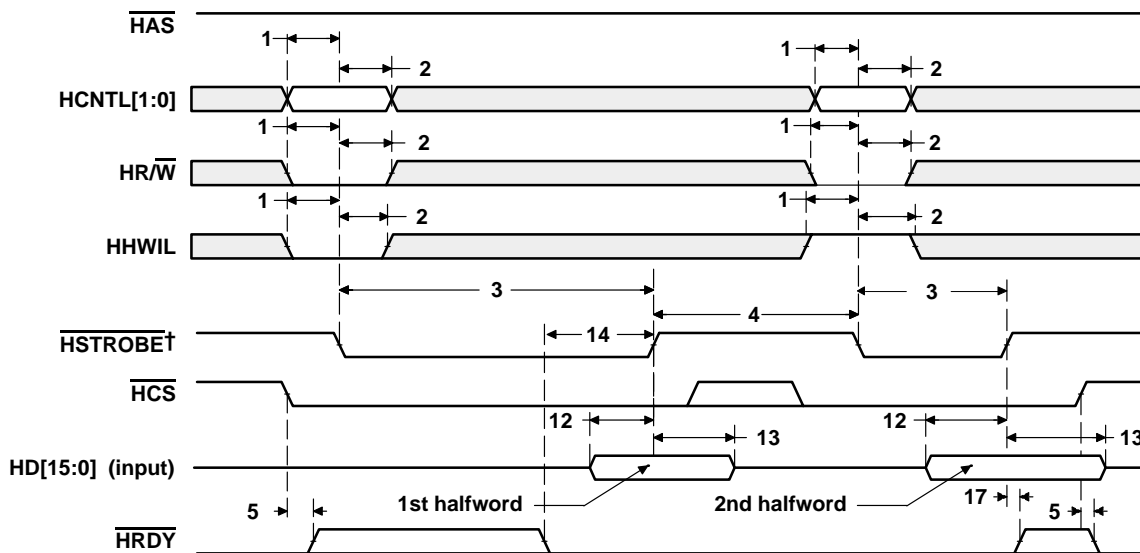 HAS
1
1
2
2
HCNTL[1:0]
1
1
2
2
HR/W
1
1
2
2
HHWIL
3
3
4
14
HSTROBE†
HCS
12
12
13
13
HD[15:0] (input)
1st halfword
2nd halfword
5
17
5
HRDY